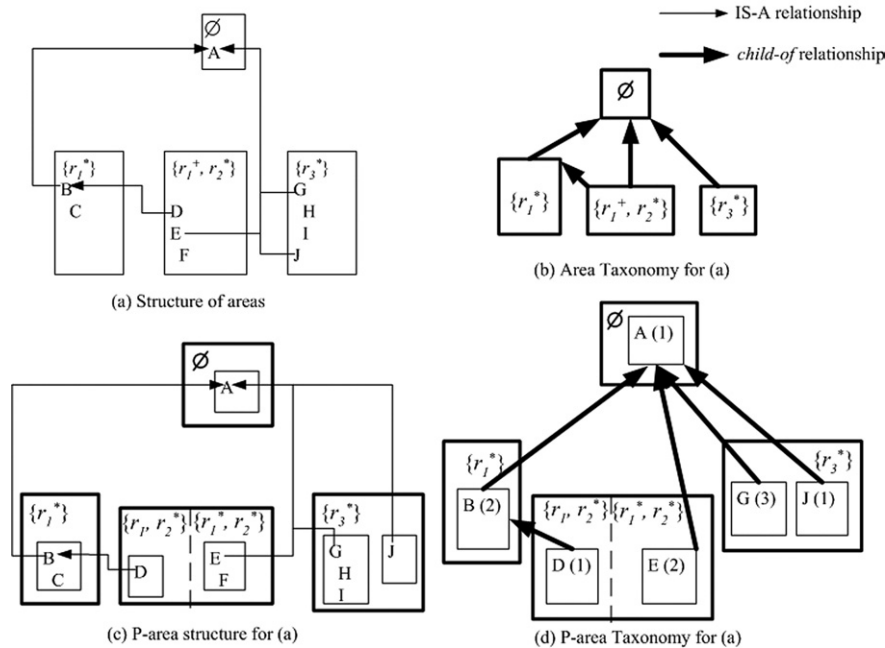 IS-A relationship
child-of relationship
Ø
A
{r₁*}
B
C
{r₁⁺, r₂*}
D
E
F
{r₃*}
G
H
I
J
(a) Structure of areas
Ø
{r₁*}
{r₁⁺, r₂*}
{r₃*}
(b) Area Taxonomy for (a)
Ø
A
{r₁*}
B
C
{r₁, r₂*}
D
{r₁*, r₂*}
E
F
{r₃*}
G
H
I
J
(c) P-area structure for (a)
Ø
A (1)
{r₁*}
B (2)
{r₁, r₂*}
D (1)
{r₁*, r₂*}
E (2)
{r₃*}
G (3)
J (1)
(d) P-area Taxonomy for (a)